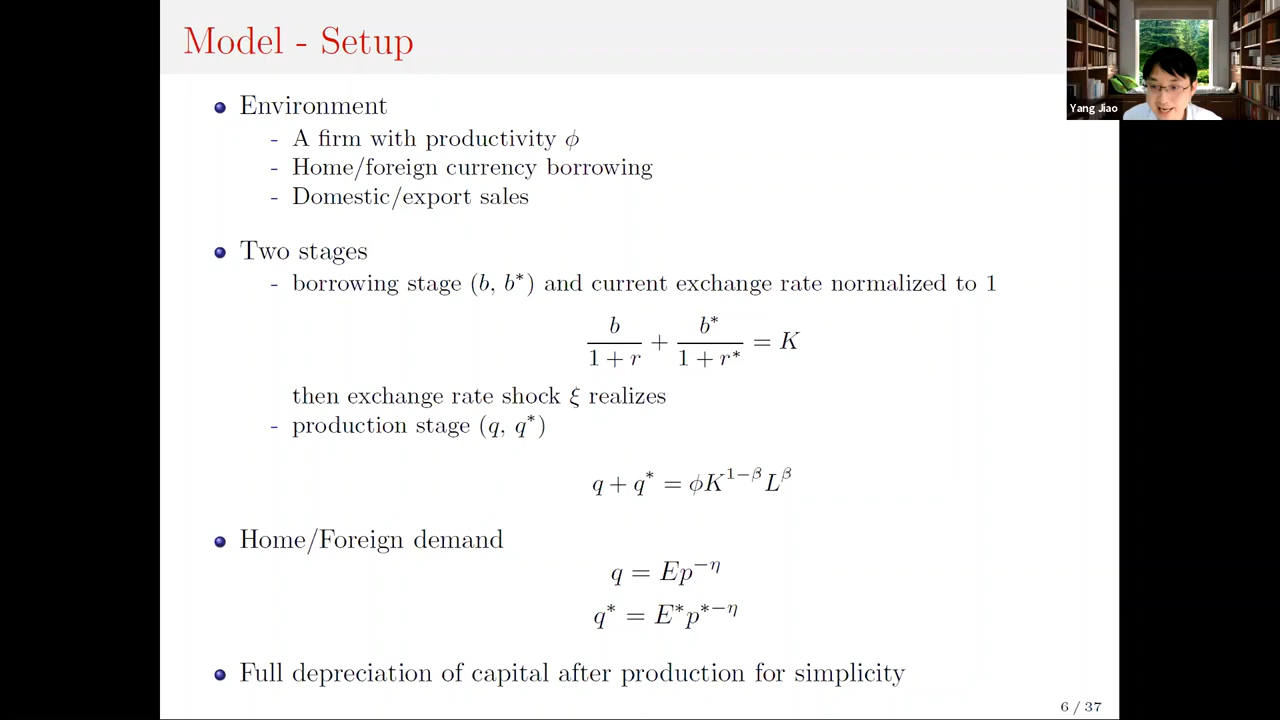 Model - Setup
Yang Jiao
Environment
- A firm with productivity ϕ
- Home/foreign currency borrowing
- Domestic/export sales
Two stages
- borrowing stage (b, b*) and current exchange rate normalized to 1
b/(1 + r) + b*/(1 + r*) = K
then exchange rate shock ξ realizes
- production stage (q, q*)
q + q* = ϕK^{1−β}L^β
Home/Foreign demand
q = Ep^{−η}
q* = E*p*^{−η}
Full depreciation of capital after production for simplicity
6 / 37